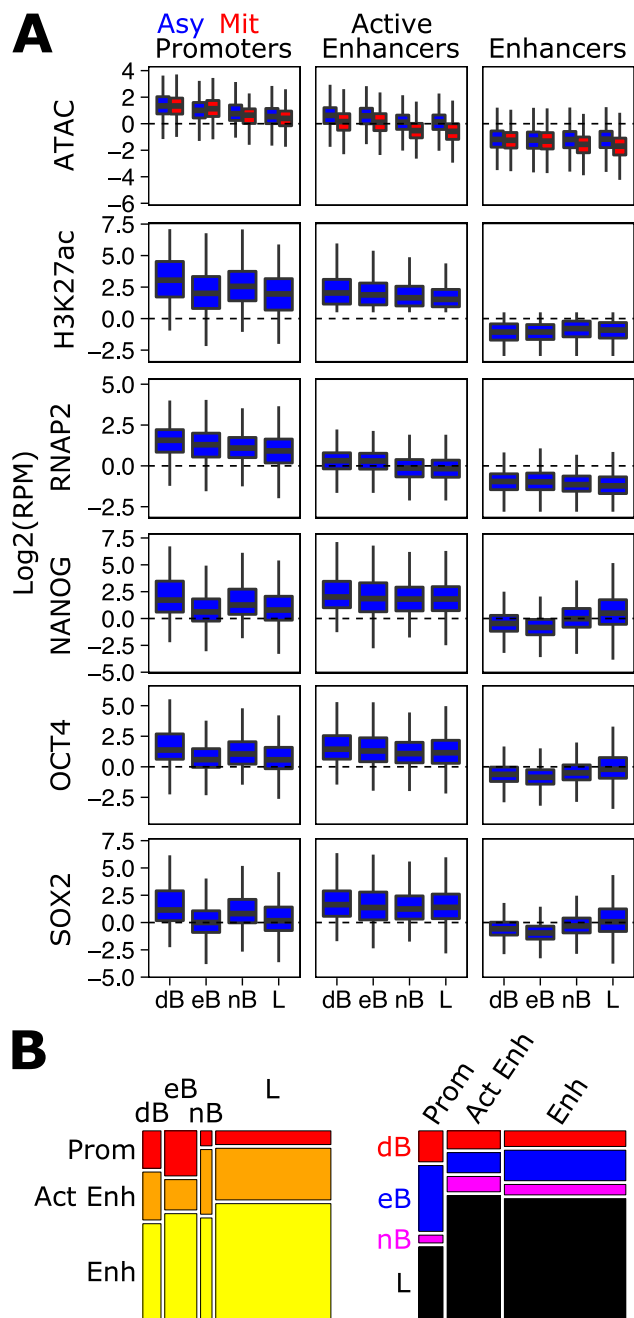 A
Asy Mit
Promoters
Active
Enhancers
Enhancers
Log2(RPM)
ATAC
4
2
0
−2
−4
−6
H3K27ac
7.5
5.0
2.5
0.0
−2.5
RNAP2
5.0
2.5
0.0
−2.5
NANOG
7.5
5.0
2.5
0.0
−2.5
−5.0
OCT4
5.0
2.5
0.0
−2.5
SOX2
7.5
5.0
2.5
0.0
−2.5
−5.0
dB eB nB L
dB eB nB L
dB eB nB L
B
dB eB nB L
Prom
Act Enh
Enh
Prom Act Enh Enh
dB
eB
nB
L